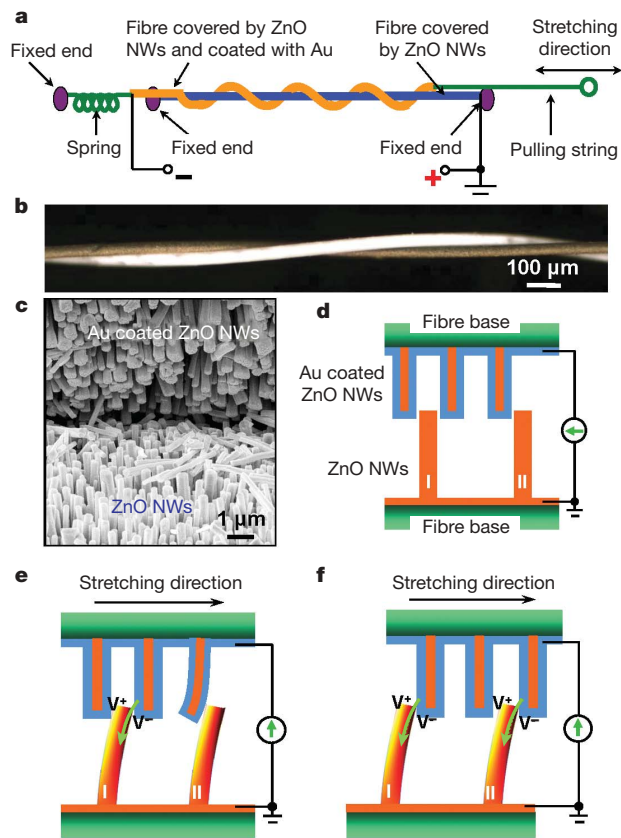 a
Fibre covered by ZnO
NWs and coated with Au
Fibre covered
by ZnO NWs
Stretching
direction
Fixed end
Spring
Fixed end
Fixed end
Pulling string
−
+
b
100 µm
c
Au coated ZnO NWs
ZnO NWs
1 µm
d
Fibre base
Au coated
ZnO NWs
ZnO NWs
I
II
Fibre base
e
Stretching direction
V+
V−
I
II
f
Stretching direction
V+
V−
V+
V−
I
II